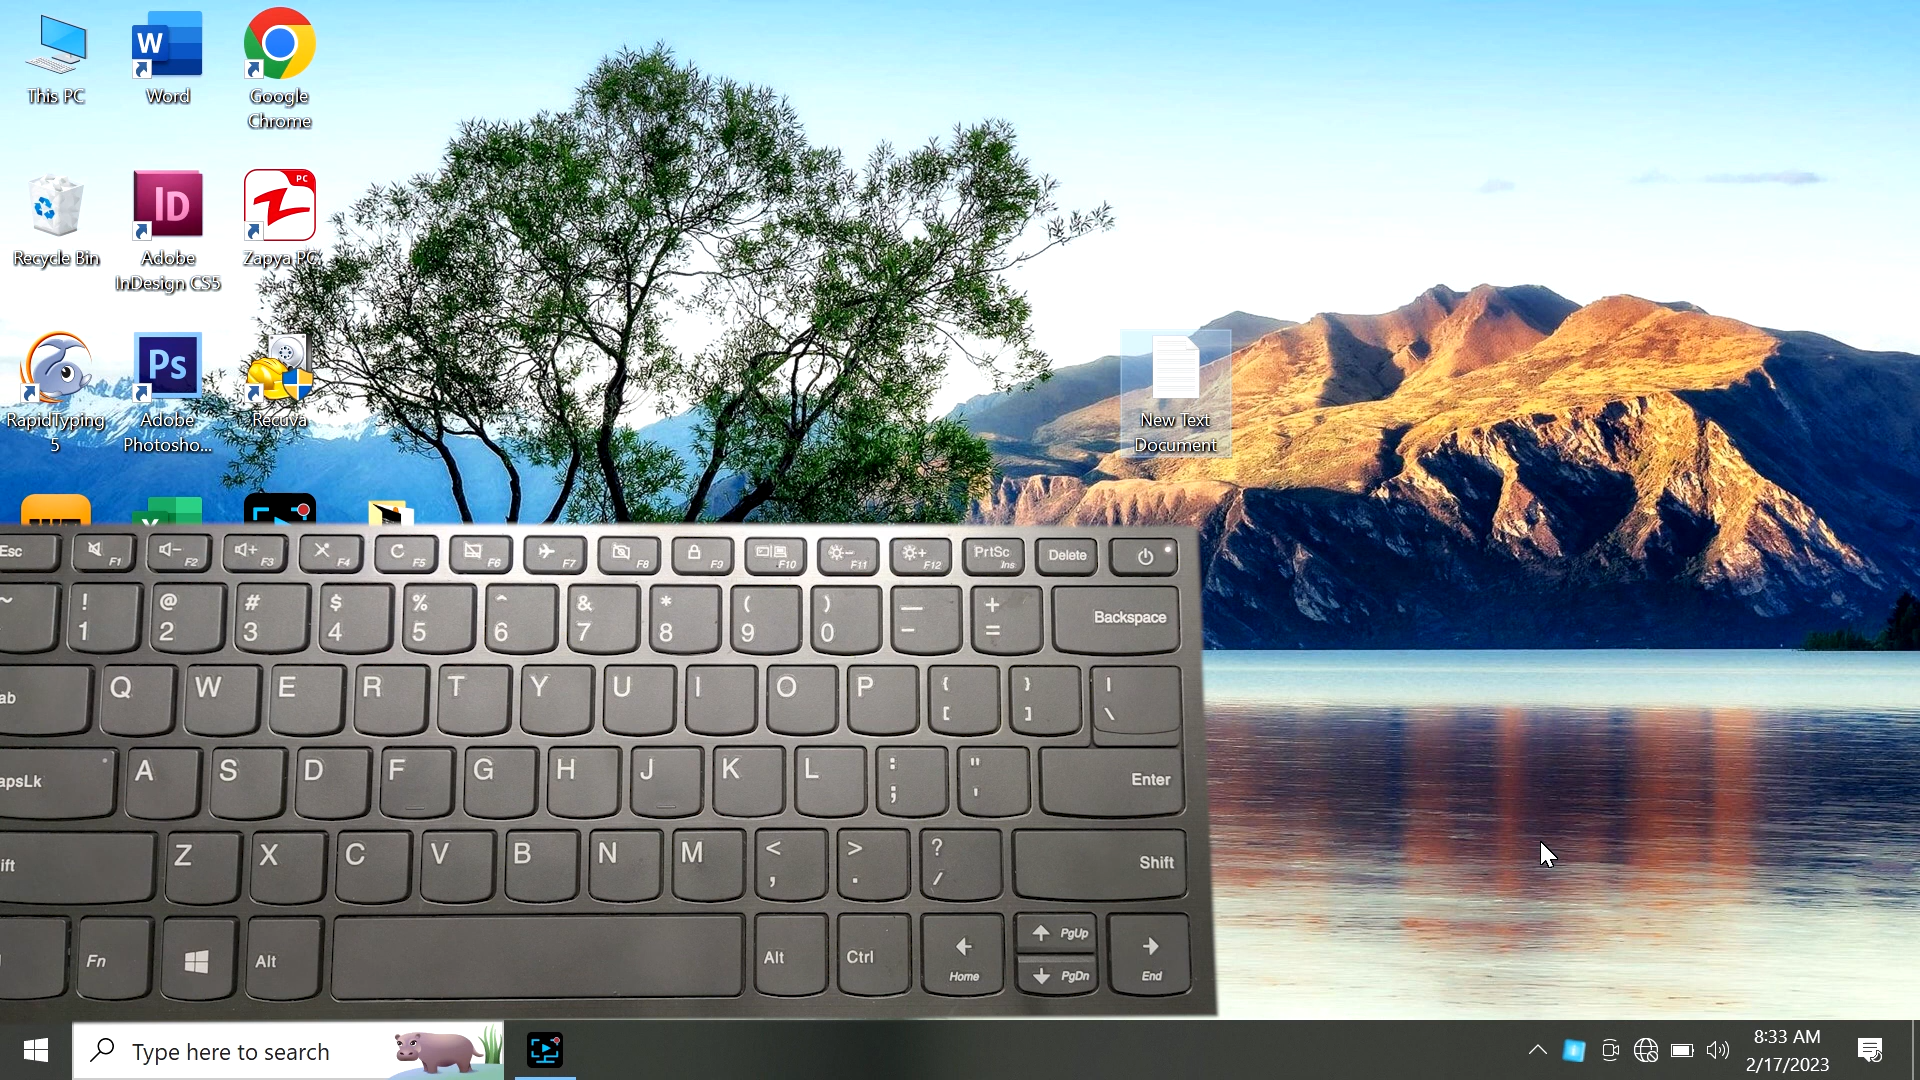 This PC
W
Word
Google
Chrome
Recycle Bin
ID
Adobe
InDesign CS5
PC
Zapya PC
RapidTyping
5
Ps
Adobe
Photosho...
Recuva
New Text
Document
Esc
F1
F2
F3
F4
F5
F6
F7
F8
F9
F10
F11
F12
PrtSc
Ins
Delete
~
! 1
@ 2
# 3
$ 4
% 5
^ 6
& 7
* 8
( 9
) 0
— -
+ =
Backspace
ab
Q W E R T Y U I O P
{ [
} ]
| \
apsLk
A S D F G H J K L
: ;
" '
Enter
ift
Z X C V B N M
< ,
> .
? /
Shift
Fn
Alt
Alt
Ctrl
Home
PgUp
PgDn
End
Type here to search
8:33 AM
2/17/2023